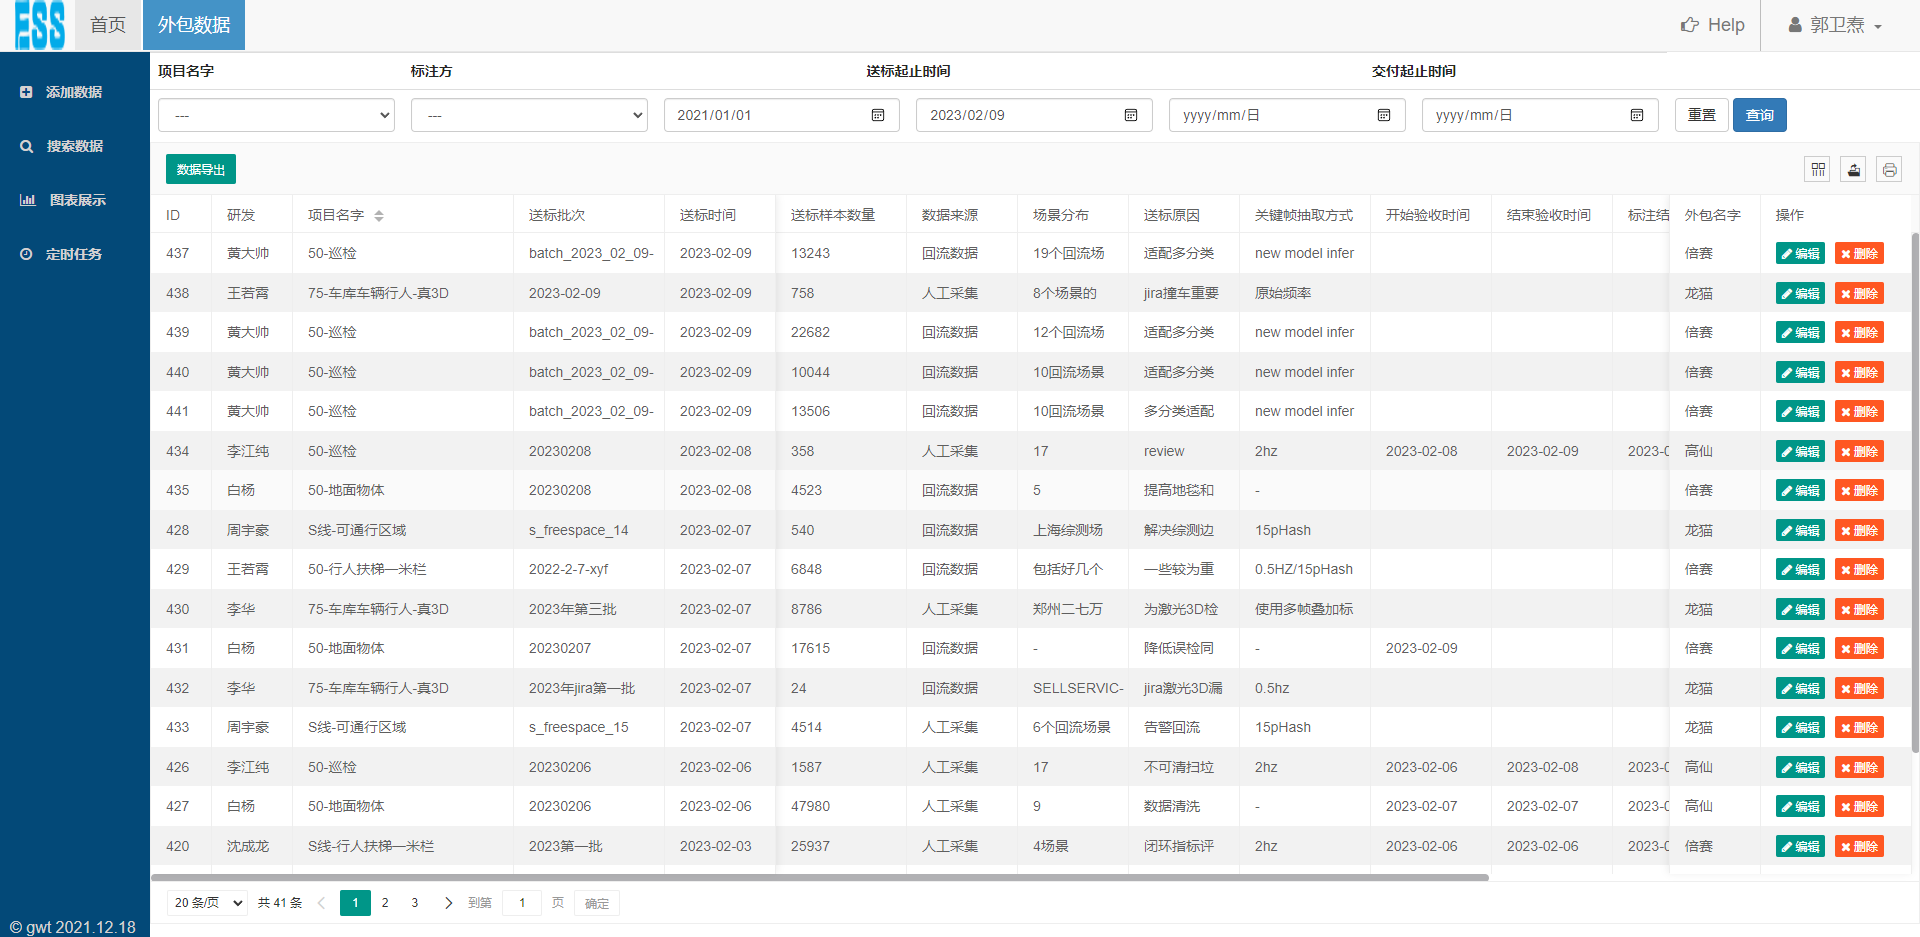 ESS 首页 外包数据 Help 郭卫焘
添加数据
搜索数据
图表展示
定时任务
© gwt 2021.12.18
项目名字 标注方 送标起止时间 交付起止时间
--- --- 2021/01/01 2023/02/09 yyyy/mm/日 yyyy/mm/日 重置 查询
数据导出
ID 研发 项目名字 送标批次 送标时间 送标样本数量 数据来源 场景分布 送标原因 关键帧抽取方式 开始验收时间 结束验收时间 标注结 外包名字 操作
437 黄大帅 50-巡检 batch_2023_02_09- 2023-02-09 13243 回流数据 19个回流场 适配多分类 new model infer 倍赛 编辑 删除
438 王若霄 75-车库车辆行人-真3D 2023-02-09 2023-02-09 758 人工采集 8个场景的 jira撞车重要 原始频率 龙猫 编辑 删除
439 黄大帅 50-巡检 batch_2023_02_09- 2023-02-09 22682 回流数据 12个回流场 适配多分类 new model infer 倍赛 编辑 删除
440 黄大帅 50-巡检 batch_2023_02_09- 2023-02-09 10044 回流数据 10回流场景 适配多分类 new model infer 倍赛 编辑 删除
441 黄大帅 50-巡检 batch_2023_02_09- 2023-02-09 13506 回流数据 10回流场景 多分类适配 new model infer 倍赛 编辑 删除
434 李江纯 50-巡检 20230208 2023-02-08 358 人工采集 17 review 2hz 2023-02-08 2023-02-09 2023-0 高仙 编辑 删除
435 白杨 50-地面物体 20230208 2023-02-08 4523 回流数据 5 提高地毯和 - 倍赛 编辑 删除
428 周宇豪 S线-可通行区域 s_freespace_14 2023-02-07 540 回流数据 上海综测场 解决综测边 15pHash 龙猫 编辑 删除
429 王若霄 50-行人扶梯一米栏 2022-2-7-xyf 2023-02-07 6848 回流数据 包括好几个 一些较为重 0.5HZ/15pHash 倍赛 编辑 删除
430 李华 75-车库车辆行人-真3D 2023年第三批 2023-02-07 8786 人工采集 郑州二七万 为激光3D检 使用多帧叠加标 龙猫 编辑 删除
431 白杨 50-地面物体 20230207 2023-02-07 17615 回流数据 - 降低误检同 - 2023-02-09 倍赛 编辑 删除
432 李华 75-车库车辆行人-真3D 2023年jira第一批 2023-02-07 24 回流数据 SELLSERVIC- jira激光3D漏 0.5hz 龙猫 编辑 删除
433 周宇豪 S线-可通行区域 s_freespace_15 2023-02-07 4514 人工采集 6个回流场景 告警回流 15pHash 龙猫 编辑 删除
426 李江纯 50-巡检 20230206 2023-02-06 1587 人工采集 17 不可清扫垃 2hz 2023-02-06 2023-02-08 2023-0 高仙 编辑 删除
427 白杨 50-地面物体 20230206 2023-02-06 47980 人工采集 9 数据清洗 - 2023-02-07 2023-02-07 2023-0 高仙 编辑 删除
420 沈成龙 S线-行人扶梯一米栏 2023第一批 2023-02-03 25937 人工采集 4场景 闭环指标评 2hz 2023-02-06 2023-02-06 2023-0 倍赛 编辑 删除
20 条/页 共 41 条 1 2 3 到第 1 页 确定